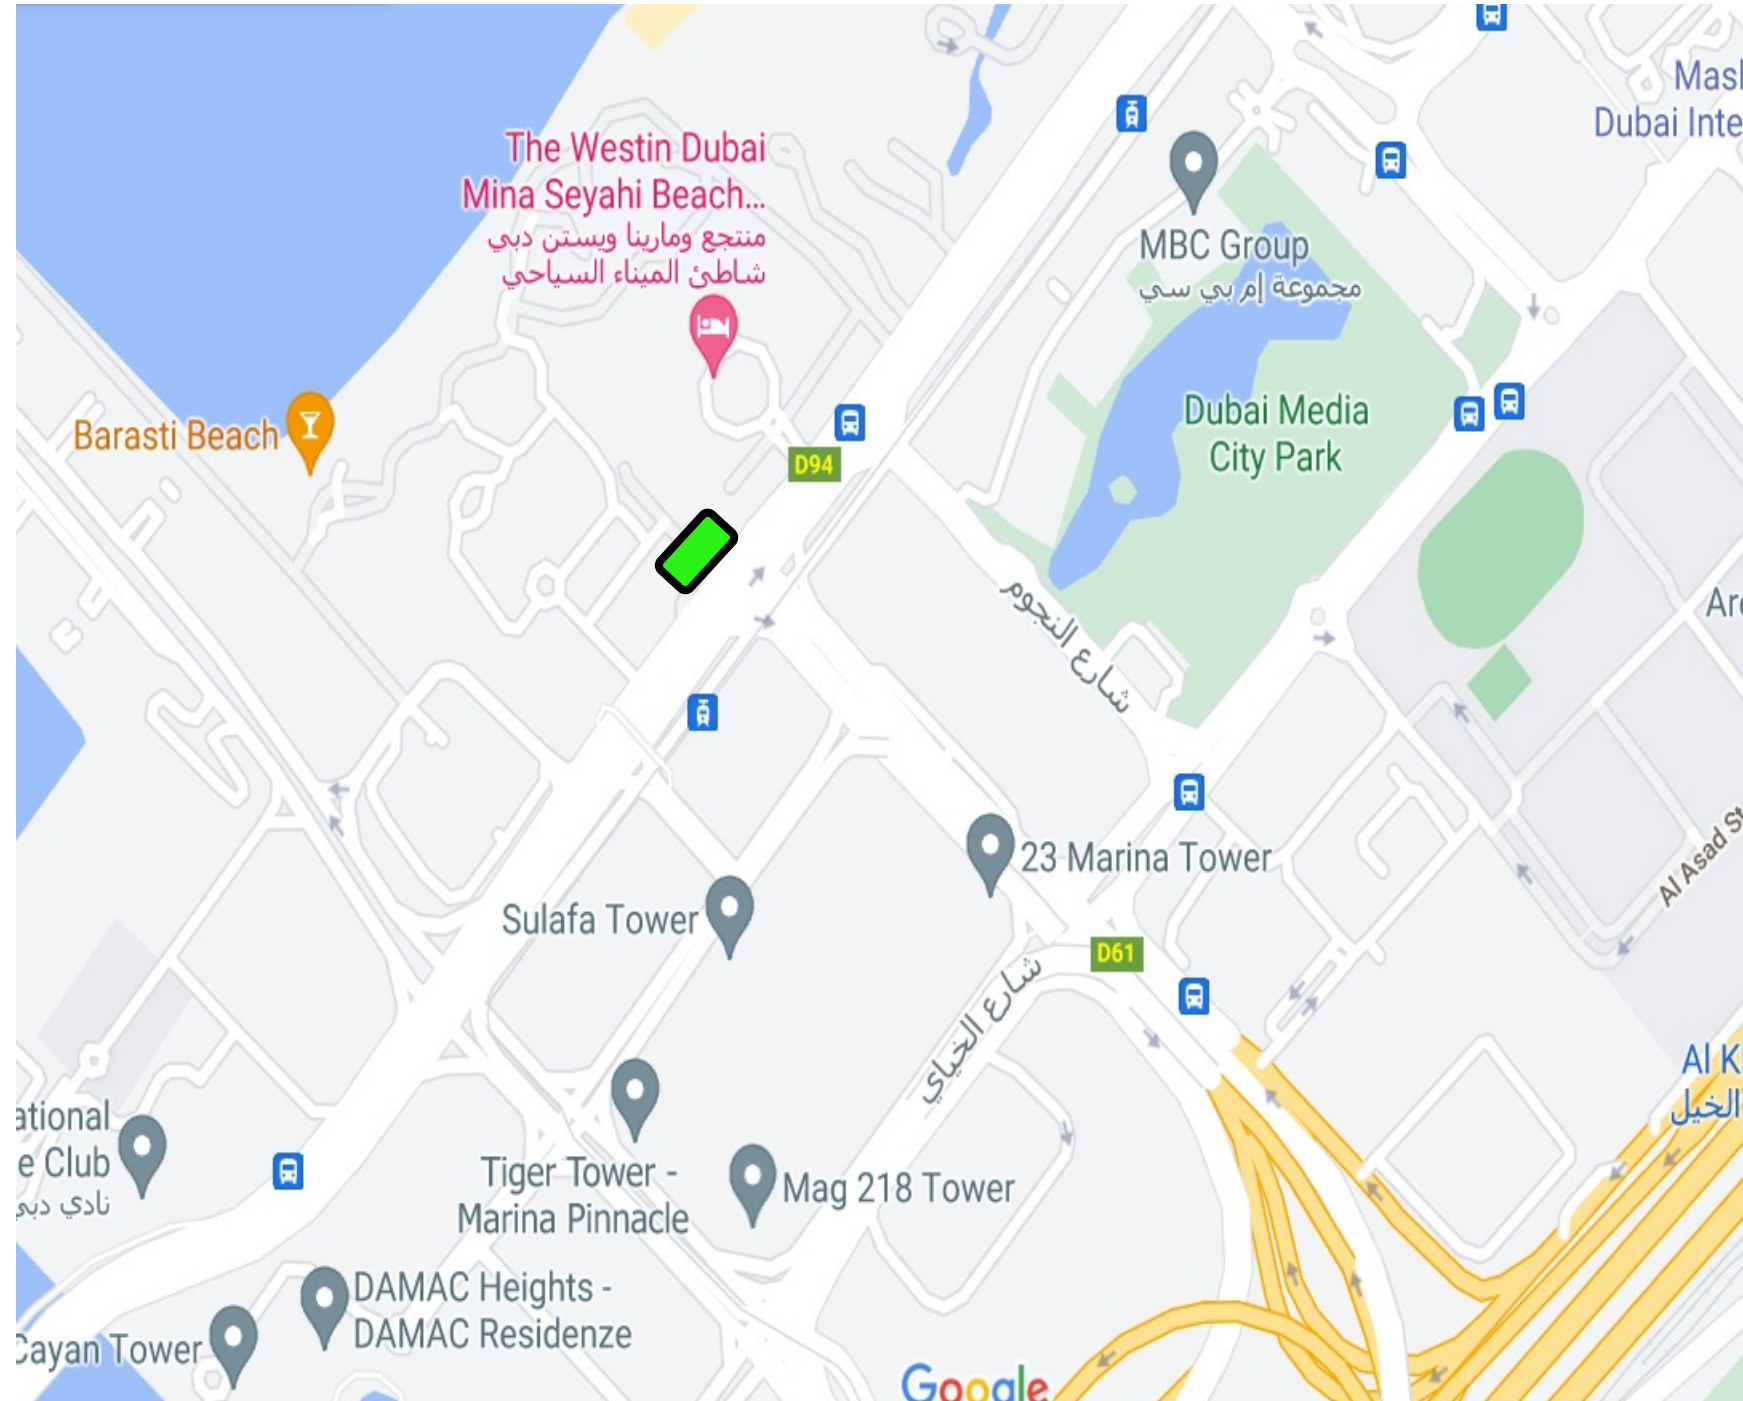 Mas
Dubai Inte
The Westin Dubai
Mina Seyahi Beach...
منتجع ومارينا ويستن دبي
شاطئ الميناء السياحي
MBC Group
مجموعة إم بي سي
Barasti Beach
D94
Dubai Media
City Park
شارع النجوم
Are
23 Marina Tower
Al Asad St
Sulafa Tower
D61
شارع الخياي
Al K
الخيل
ational
e Club
نادي دبي
Tiger Tower -
Marina Pinnacle
Mag 218 Tower
DAMAC Heights -
DAMAC Residenze
Cayan Tower
Google